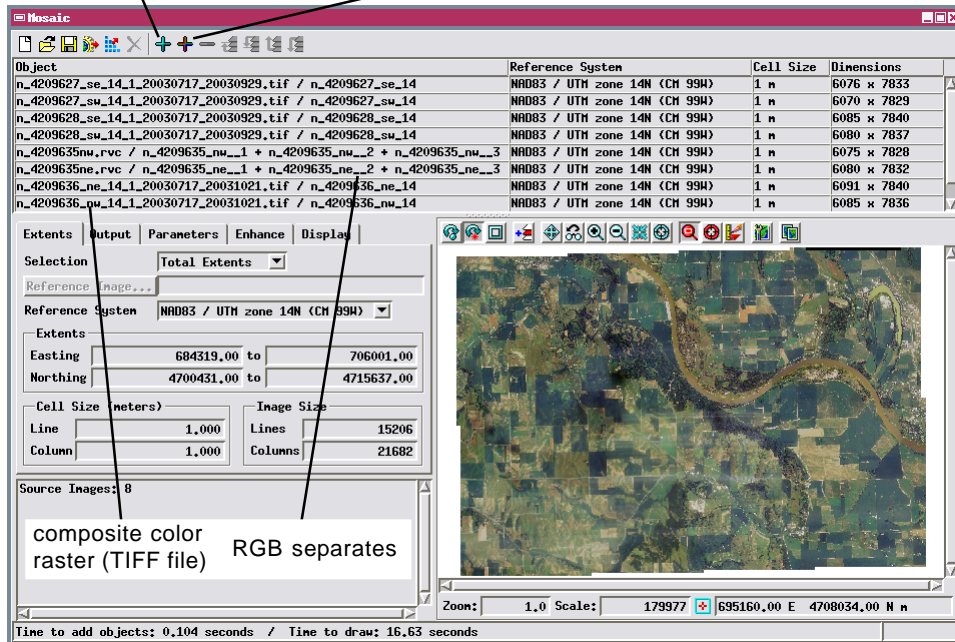 Mosaic
Object Reference System Cell Size Dimensions
n_4209627_se_14_1_20030717_20030929.tif / n_4209627_se_14 NAD83 / UTM zone 14N (CM 99W) 1 m 6076 x 7833
n_4209627_sw_14_1_20030717_20030929.tif / n_4209627_sw_14 NAD83 / UTM zone 14N (CM 99W) 1 m 6070 x 7829
n_4209628_se_14_1_20030717_20030929.tif / n_4209628_se_14 NAD83 / UTM zone 14N (CM 99W) 1 m 6085 x 7840
n_4209628_sw_14_1_20030717_20030929.tif / n_4209628_sw_14 NAD83 / UTM zone 14N (CM 99W) 1 m 6080 x 7837
n_4209635nw.rvc / n_4209635_nw__1 + n_4209635_nw__2 + n_4209635_nw__3 NAD83 / UTM zone 14N (CM 99W) 1 m 6075 x 7828
n_4209635ne.rvc / n_4209635_ne__1 + n_4209635_ne__2 + n_4209635_ne__3 NAD83 / UTM zone 14N (CM 99W) 1 m 6080 x 7832
n_4209636_ne_14_1_20030717_20031021.tif / n_4209636_ne_14 NAD83 / UTM zone 14N (CM 99W) 1 m 6091 x 7840
n_4209636_nw_14_1_20030717_20031021.tif / n_4209636_nw_14 NAD83 / UTM zone 14N (CM 99W) 1 m 6085 x 7836
Extents Output Parameters Enhance Display
Selection Total Extents
Reference Image...
Reference System NAD83 / UTM zone 14N (CM 99W)
Extents
Easting 684319.00 to 706001.00
Northing 4700431.00 to 4715637.00
Cell Size (meters) Image Size
Line 1.000 Lines 15206
Column 1.000 Columns 21682
Source Images: 8
composite color
raster (TIFF file)
RGB separates
Zoom: 1.0 Scale: 179977 695160.00 E 4708034.00 N m
Time to add objects: 0.104 seconds / Time to draw: 16.63 seconds